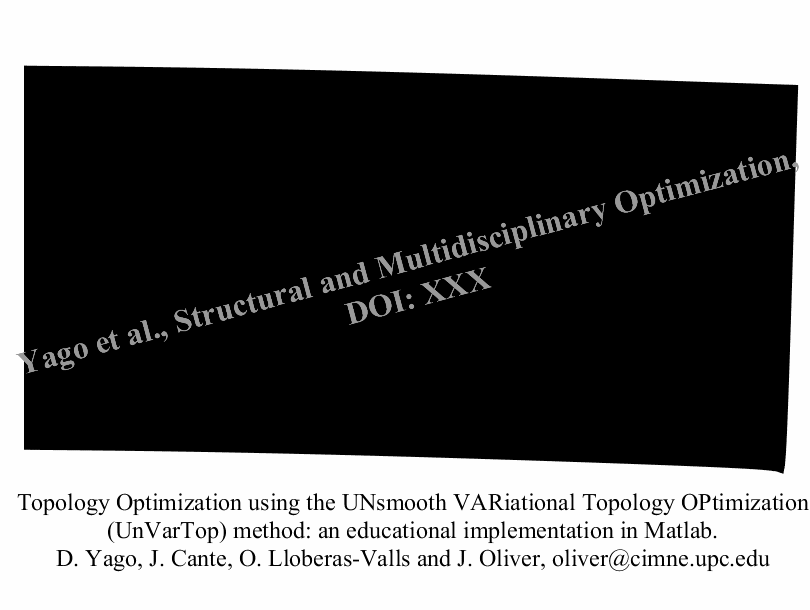 Yago et al., Structural and Multidisciplinary Optimization,
DOI: XXX
Topology Optimization using the UNsmooth VARiational Topology OPtimization
(UnVarTop) method: an educational implementation in Matlab.
D. Yago, J. Cante, O. Lloberas-Valls and J. Oliver, oliver@cimne.upc.edu